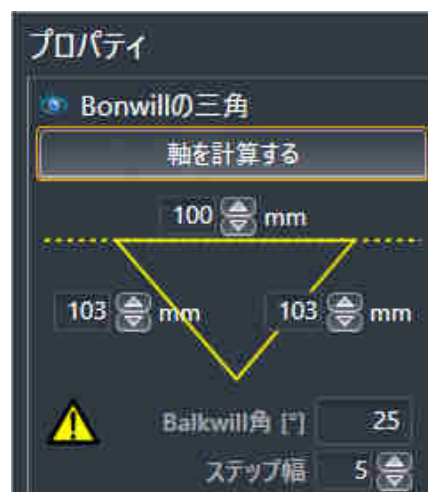 プロパティ
Bonwillの三角
軸を計算する
100 mm
103 mm 103 mm
Balkwill角 [°] 25
ステップ幅 5